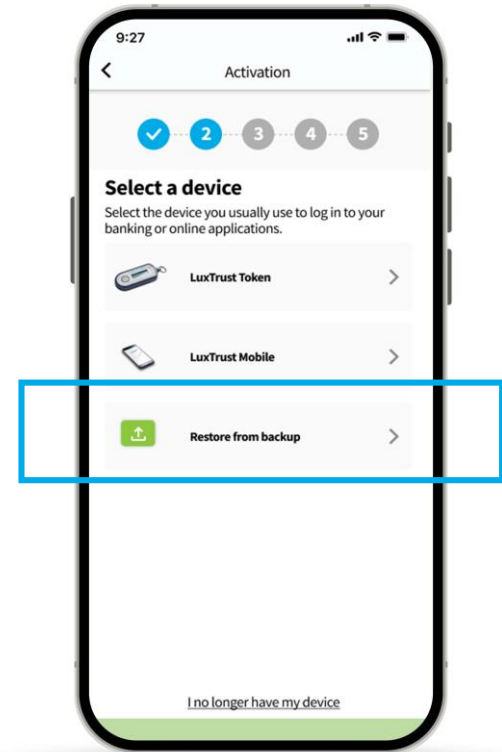 9:27
Activation
2 3 4 5
Select a device
Select the device you usually use to log in to your
banking or online applications.
LuxTrust Token
LuxTrust Mobile
Restore from backup
I no longer have my device